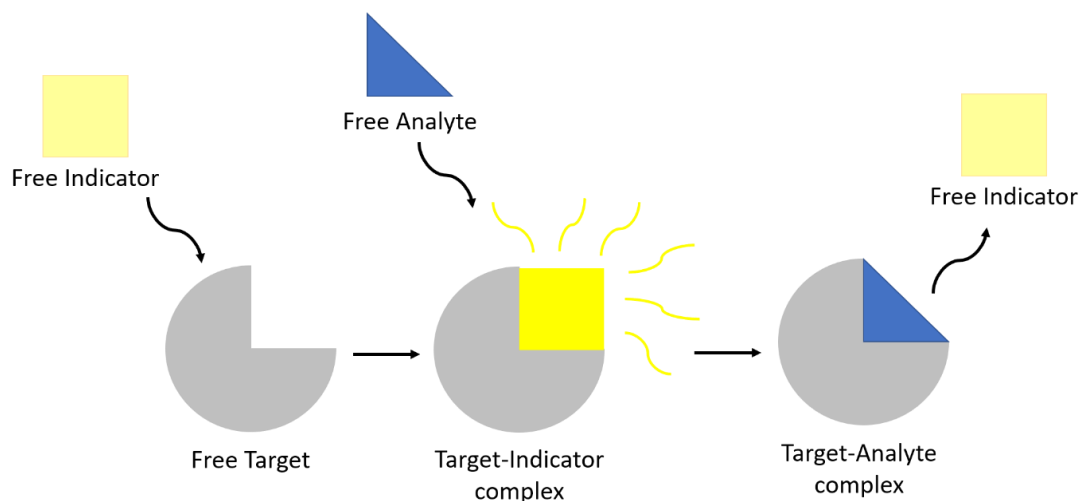 Free Indicator
Free Analyte
Free Indicator
Free Target
Target-Indicator
complex
Target-Analyte
complex